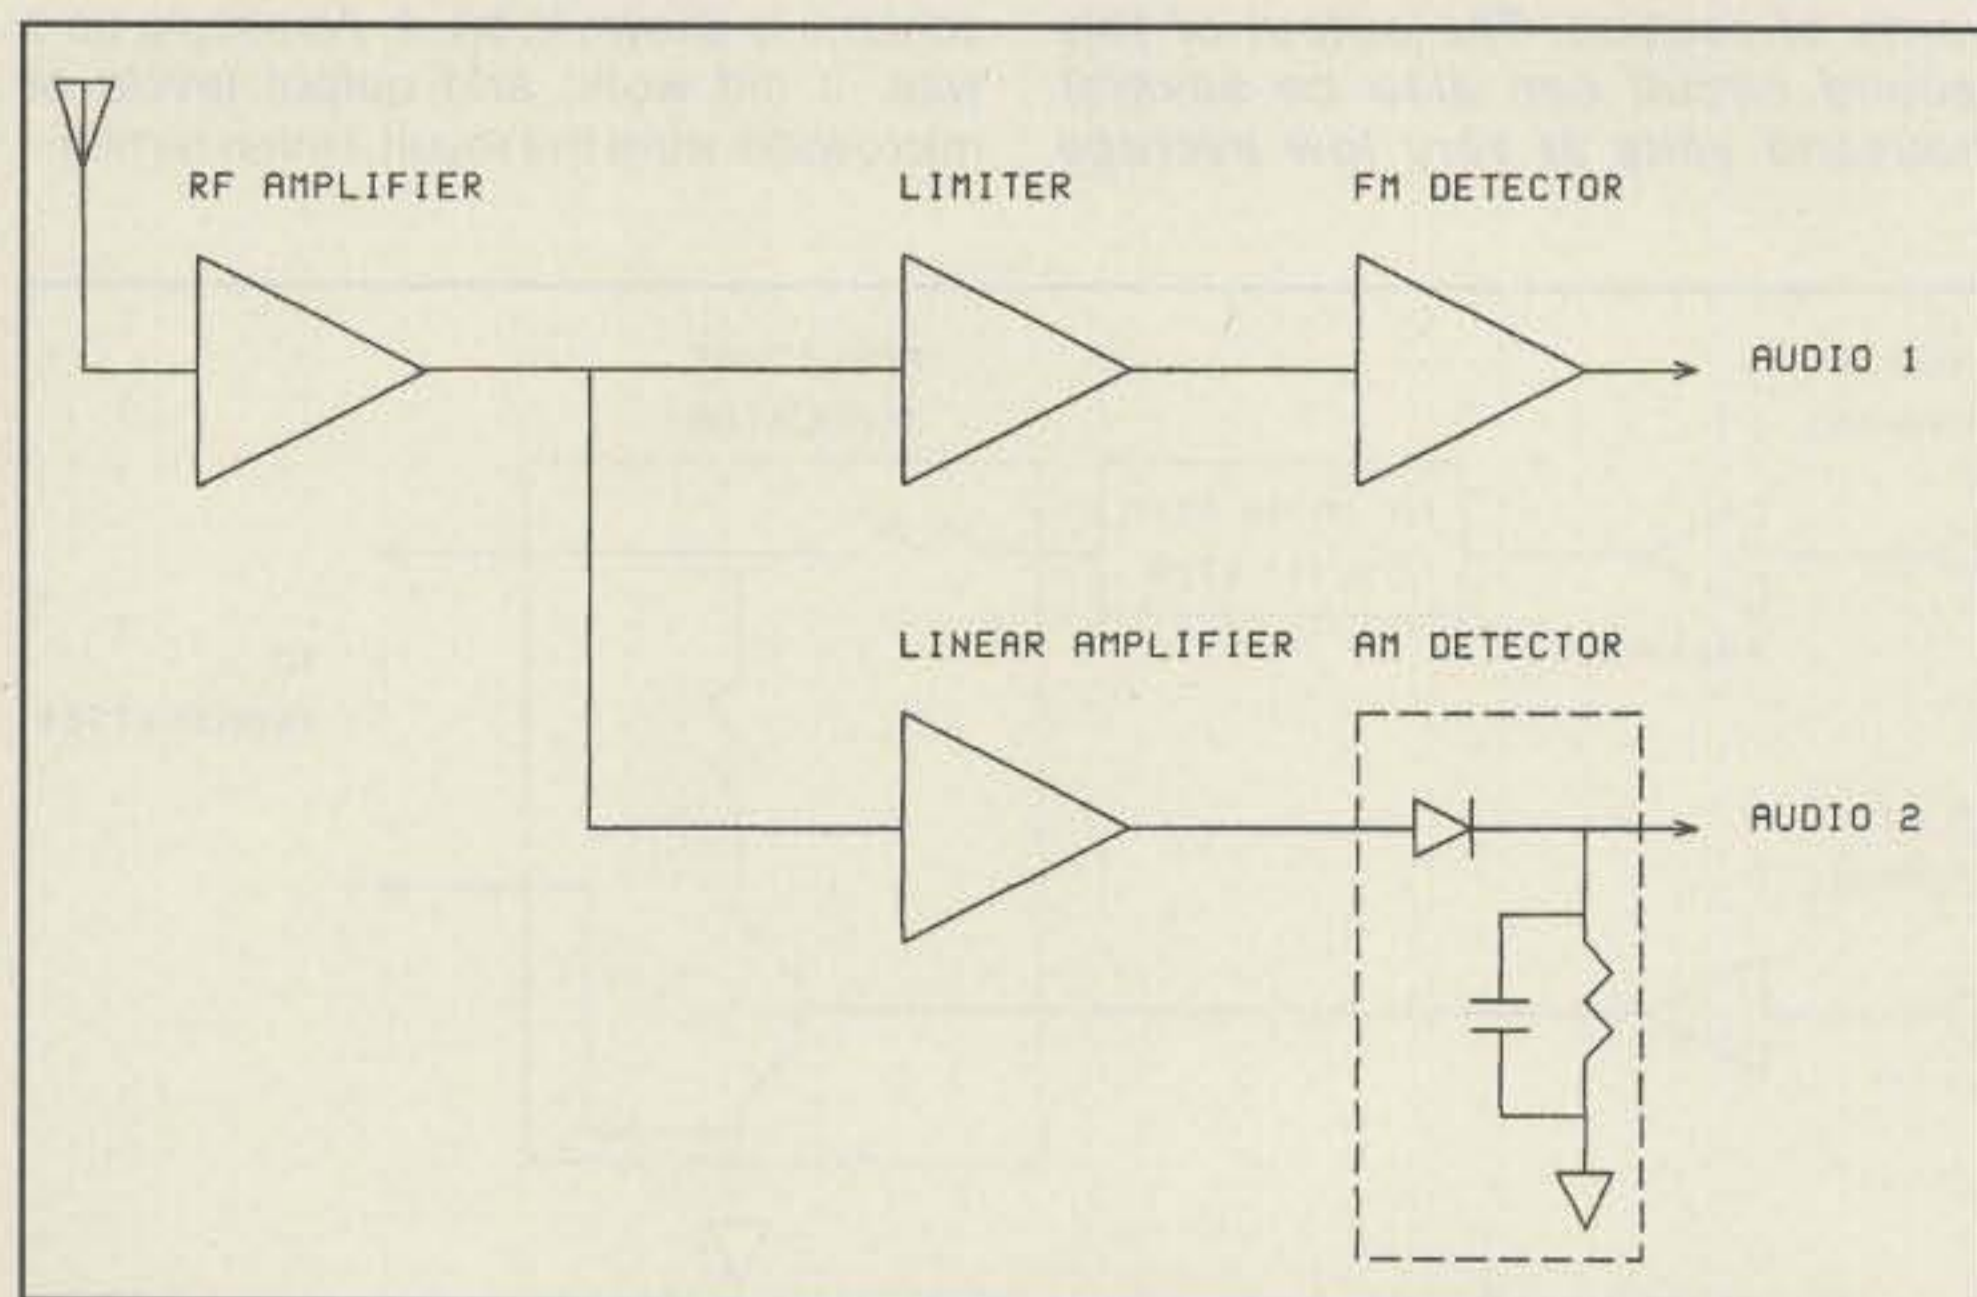 RF AMPLIFIER
LIMITER
FM DETECTOR
AUDIO 1
LINEAR AMPLIFIER
AM DETECTOR
AUDIO 2